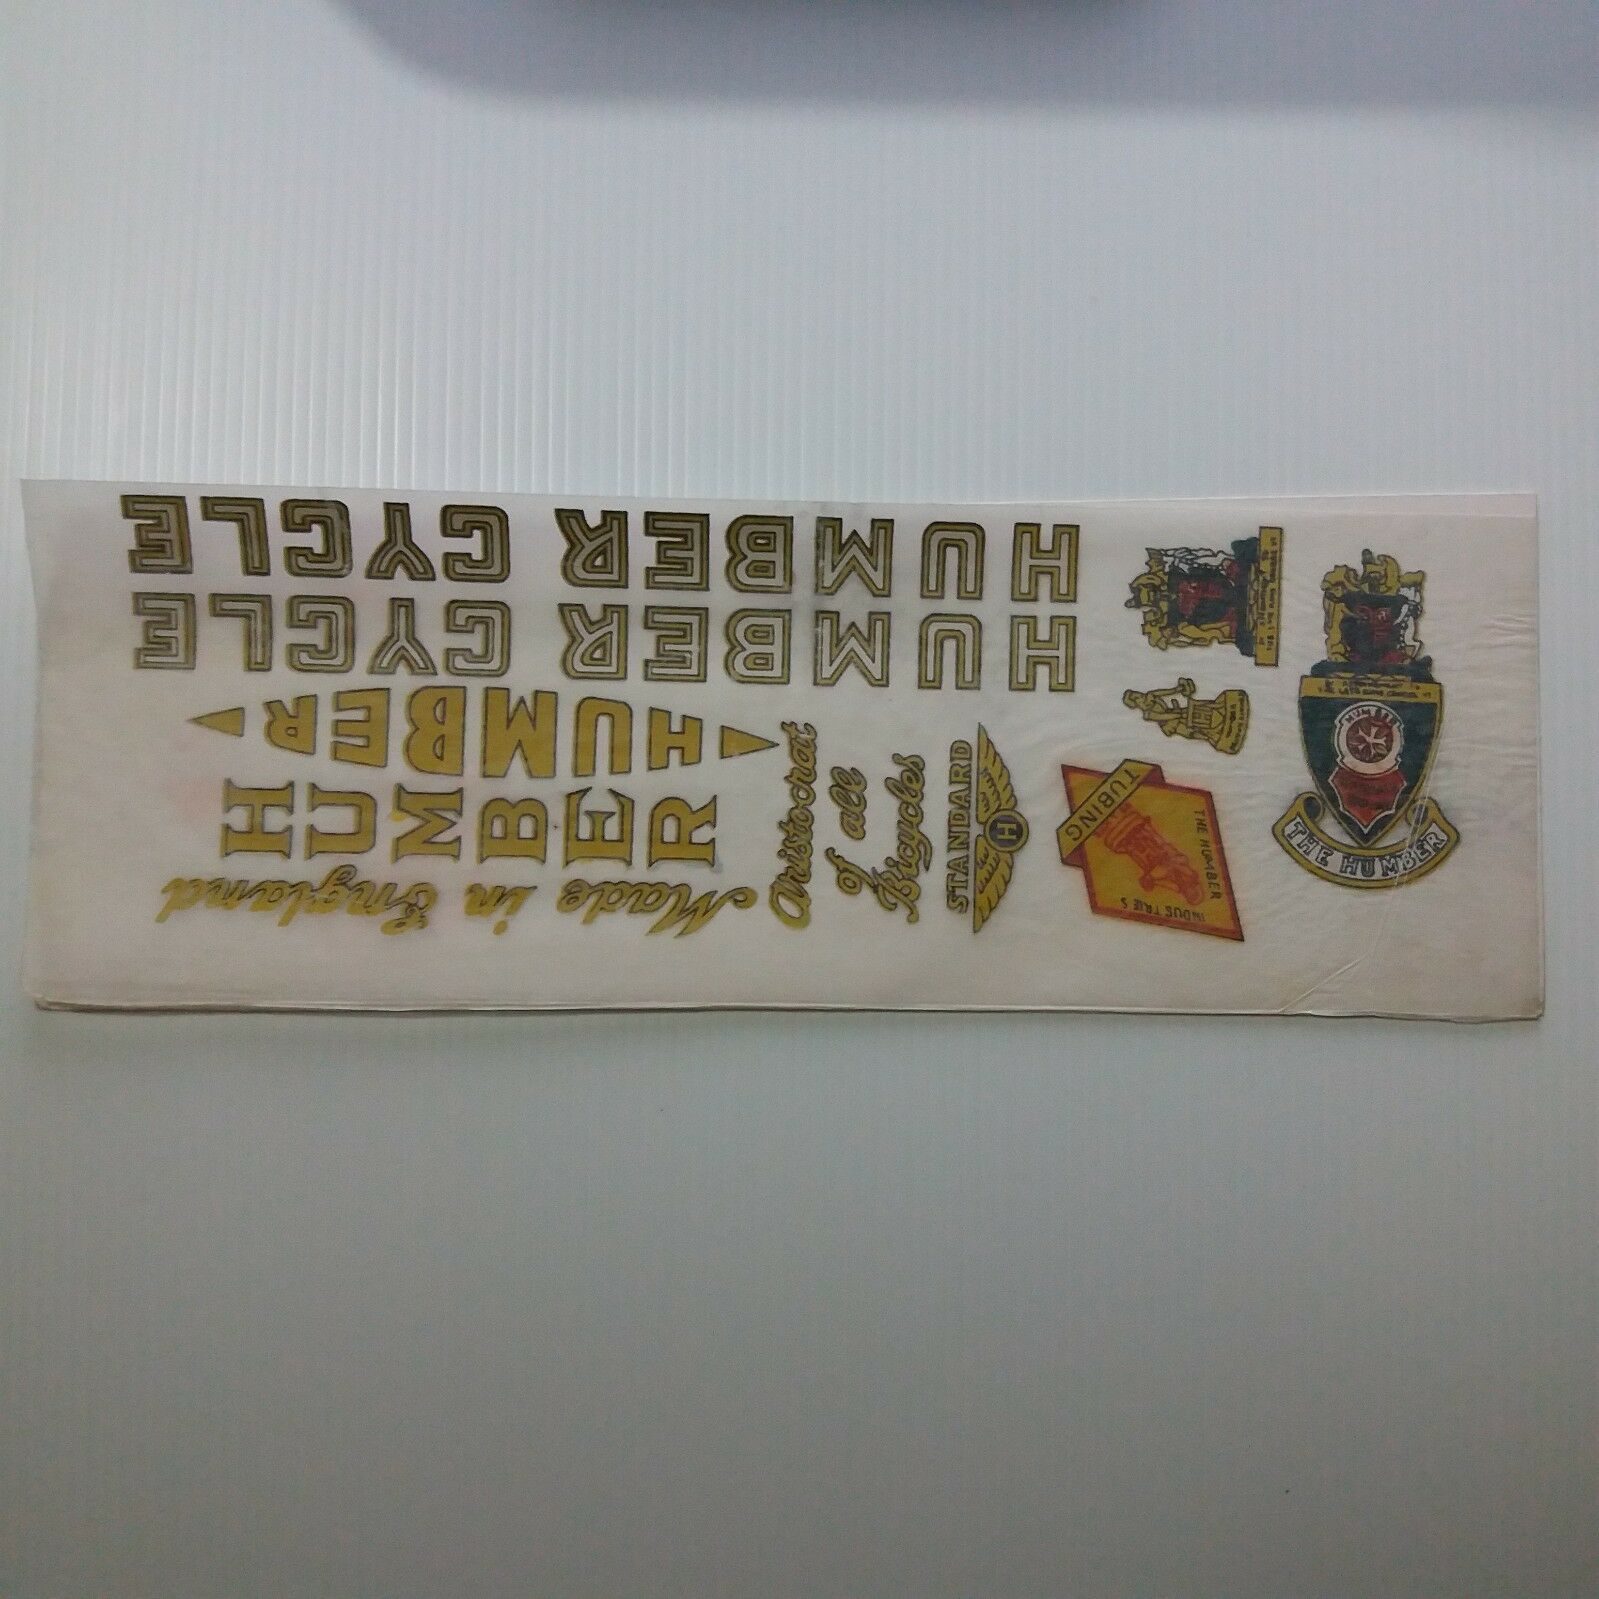 HUMBER CYCLE
HUMBER CYCLE
HUMBER
HUMBER
Made in England
Aristocrat
of all
Bicycles
STANDARD
H
TUBING
THE HUMBER
INDUSTRIES
THE HUMBER